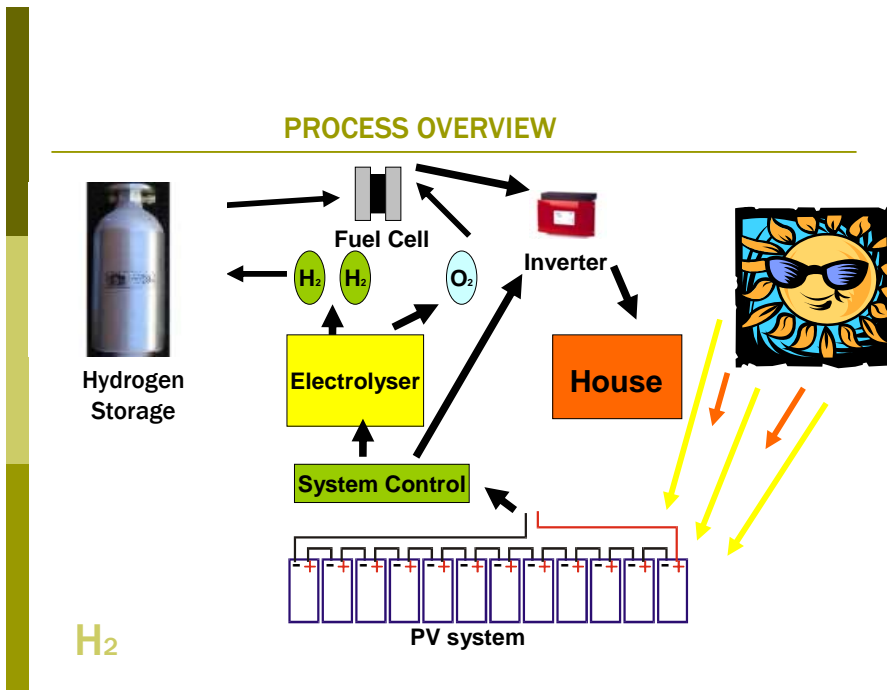 PROCESS OVERVIEW
Fuel Cell
Inverter
H₂ H₂ O₂
Hydrogen
Storage
Electrolyser
House
System Control
- + - + - + - + - + - + - + - + - + - + - + - +
PV system
H₂